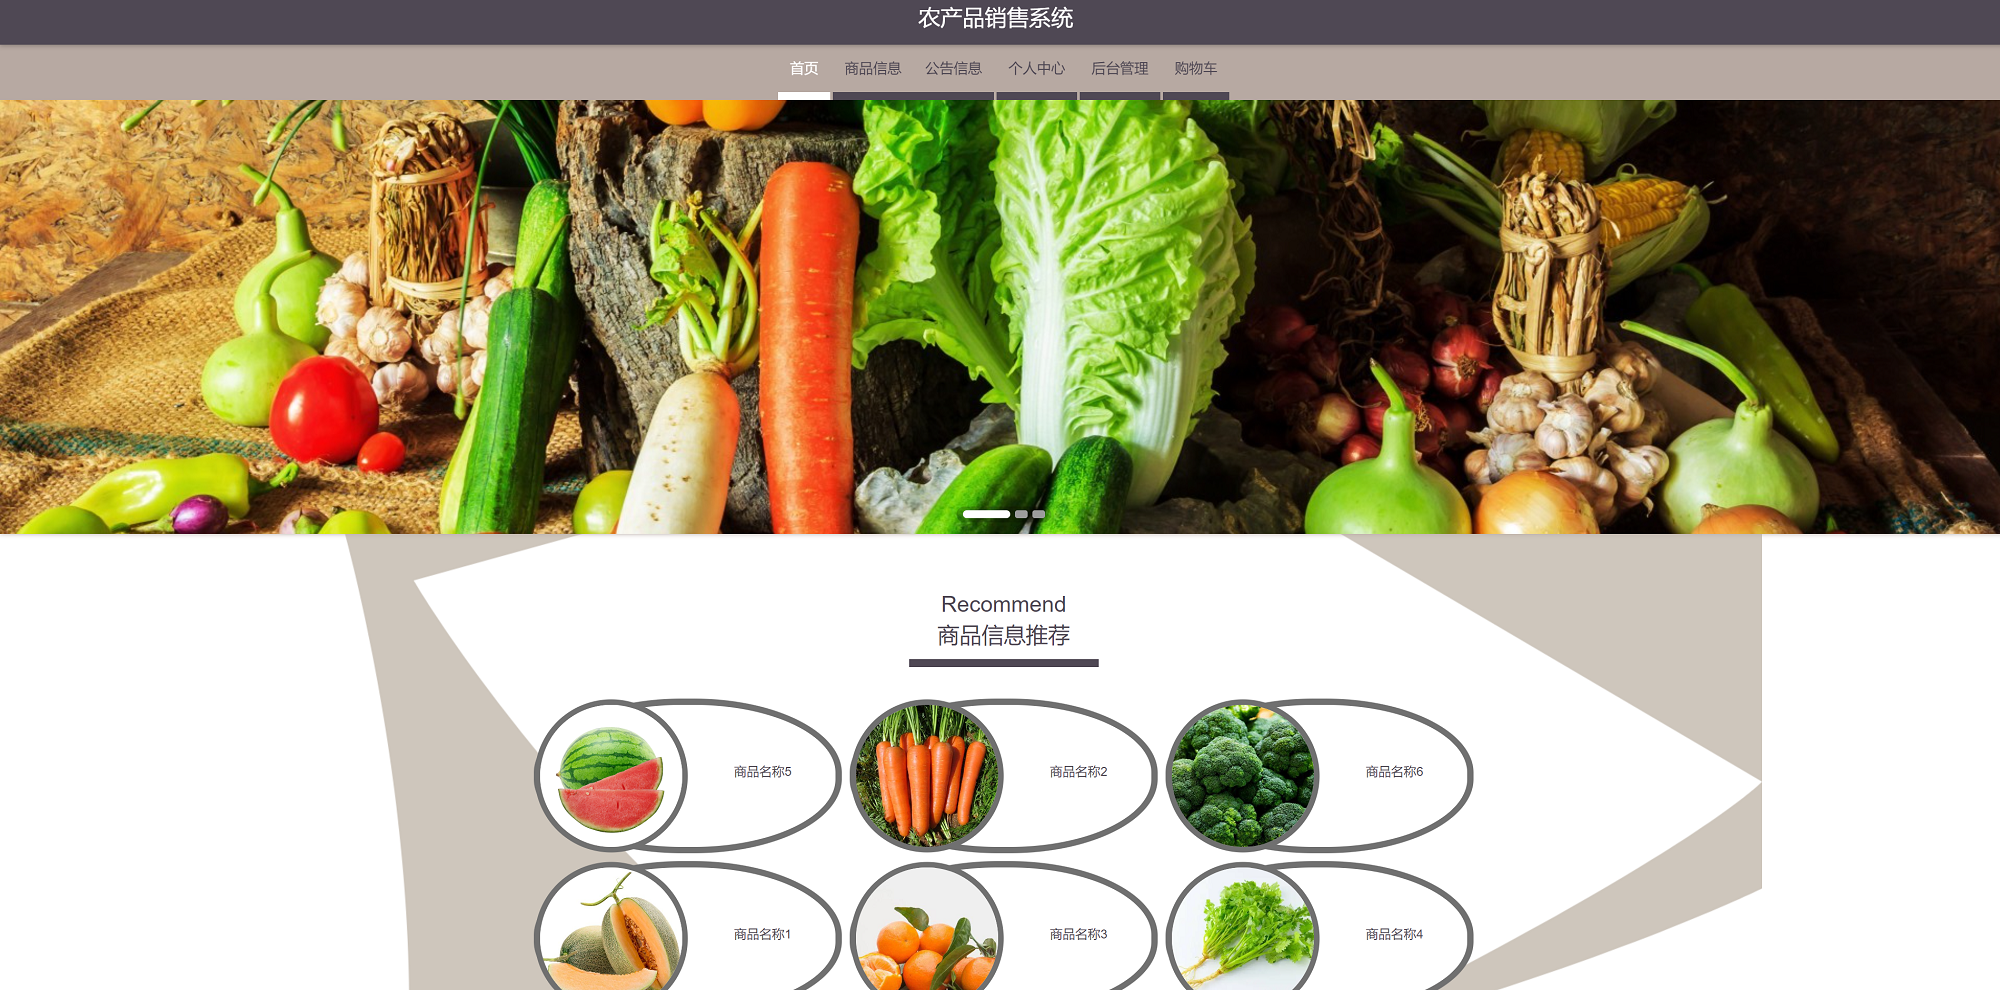 农产品销售系统
首页 商品信息 公告信息 个人中心 后台管理 购物车
Recommend
商品信息推荐
商品名称5 商品名称2 商品名称6
商品名称1 商品名称3 商品名称4